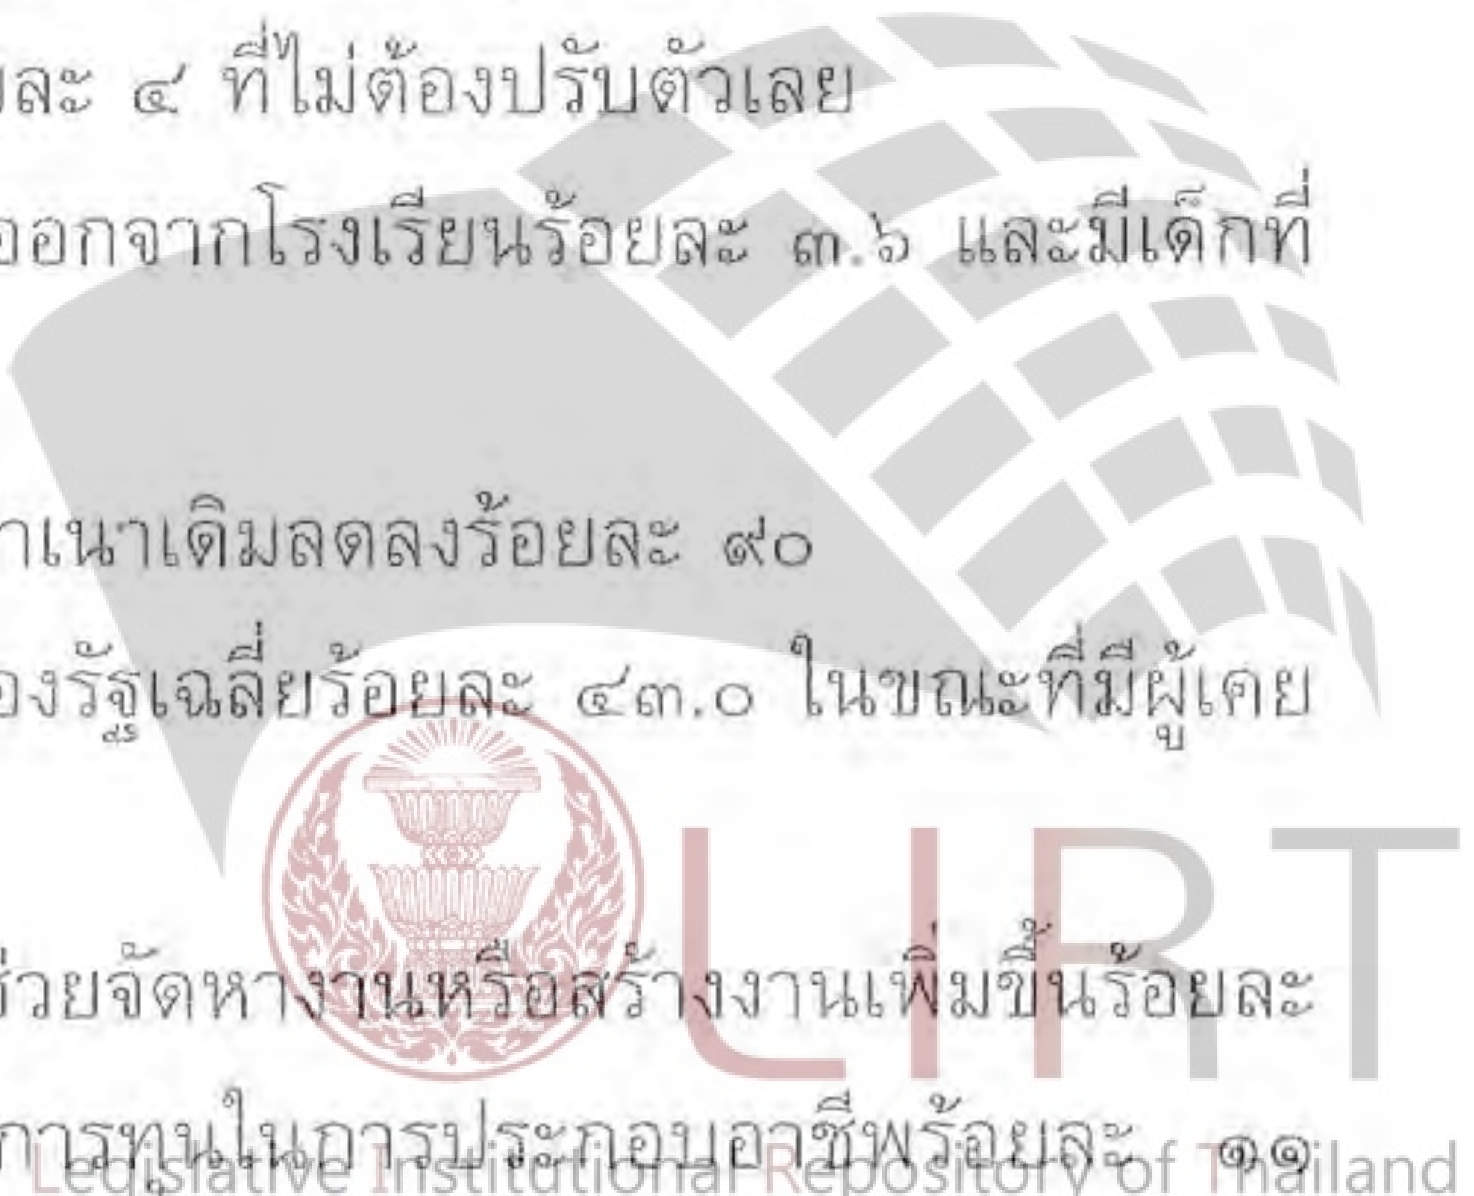 ละ ๔ ที่ไม่ต้องปรับตัวเลย
ออกจากโรงเรียนร้อยละ ๓.๖ และมีเด็กที่
าเนาเดิมลดลงร้อยละ ๙๐
องรัฐเฉลี่ยร้อยละ ๔๓.๐ ในขณะที่มีผู้เคย
LIRT
ช่วยจัดหางานหรือสร้างงานเพิ่มขึ้นร้อยละ
การทุนในการประกอบอาชีพร้อยละ ๑๑
Legislative Institutional Repository of Thailand